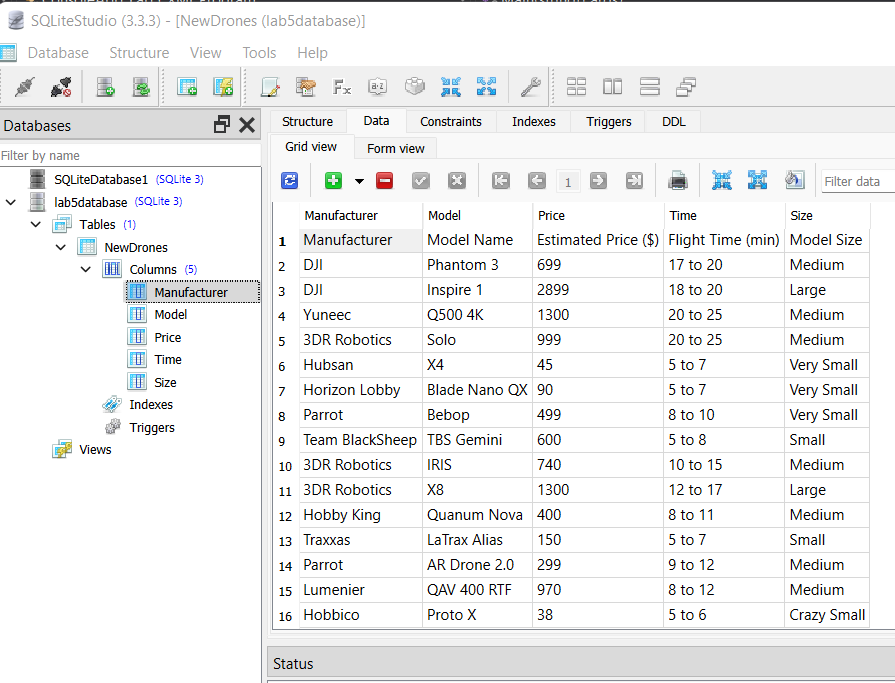 SQLiteStudio (3.3.3) - [NewDrones (lab5database)]
Database Structure View Tools Help
Databases
Filter by name
SQLiteDatabase1 (SQLite 3)
lab5database (SQLite 3)
Tables (1)
NewDrones
Columns (5)
Manufacturer
Model
Price
Time
Size
Indexes
Triggers
Views
Structure Data Constraints Indexes Triggers DDL
Grid view Form view
1 Filter data
Manufacturer Model Price Time Size
1 Manufacturer Model Name Estimated Price ($) Flight Time (min) Model Size
2 DJI Phantom 3 699 17 to 20 Medium
3 DJI Inspire 1 2899 18 to 20 Large
4 Yuneec Q500 4K 1300 20 to 25 Medium
5 3DR Robotics Solo 999 20 to 25 Medium
6 Hubsan X4 45 5 to 7 Very Small
7 Horizon Lobby Blade Nano QX 90 5 to 7 Very Small
8 Parrot Bebop 499 8 to 10 Very Small
9 Team BlackSheep TBS Gemini 600 5 to 8 Small
10 3DR Robotics IRIS 740 10 to 15 Medium
11 3DR Robotics X8 1300 12 to 17 Large
12 Hobby King Quanum Nova 400 8 to 11 Medium
13 Traxxas LaTrax Alias 150 5 to 7 Small
14 Parrot AR Drone 2.0 299 9 to 12 Medium
15 Lumenier QAV 400 RTF 970 8 to 12 Medium
16 Hobbico Proto X 38 5 to 6 Crazy Small
Status